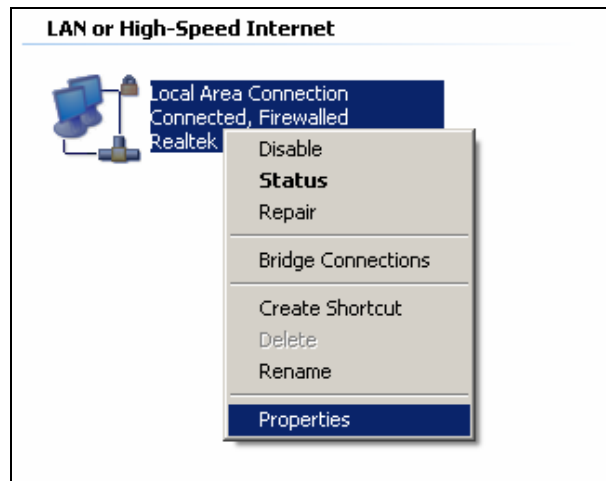 LAN or High-Speed Internet
Local Area Connection
Connected, Firewalled
Realtek
Disable
Status
Repair
Bridge Connections
Create Shortcut
Delete
Rename
Properties